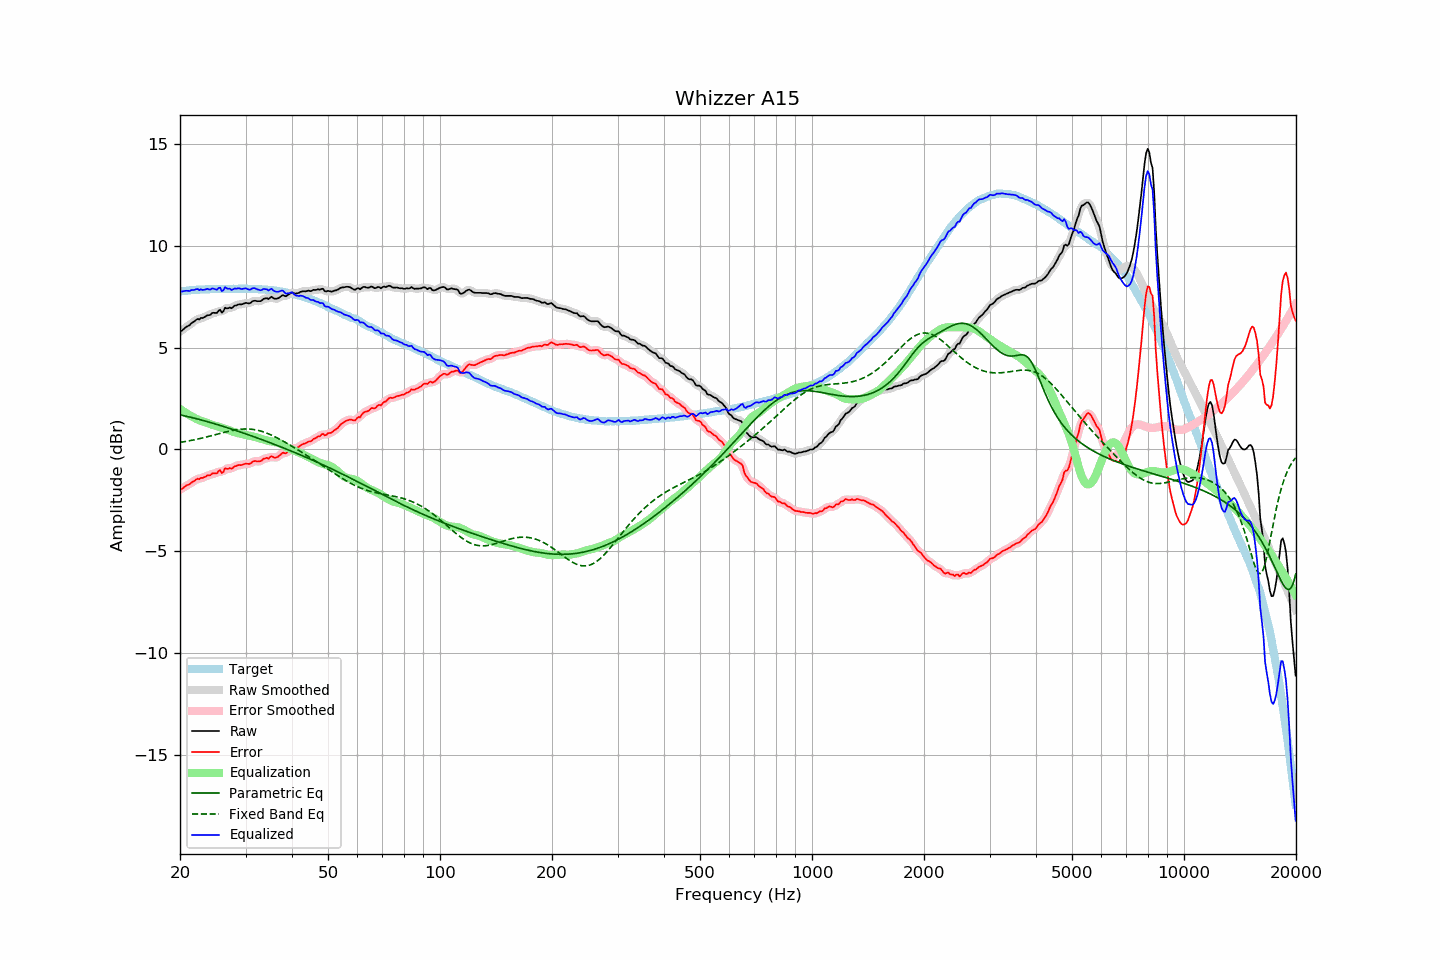 Whizzer A15
15
10
5
0
−5
−10
−15
Amplitude (dBr)
Target
Raw Smoothed
Error Smoothed
Raw
Error
Equalization
Parametric Eq
Fixed Band Eq
Equalized
20 50 100 200 500 1000 2000 5000 10000 20000
Frequency (Hz)